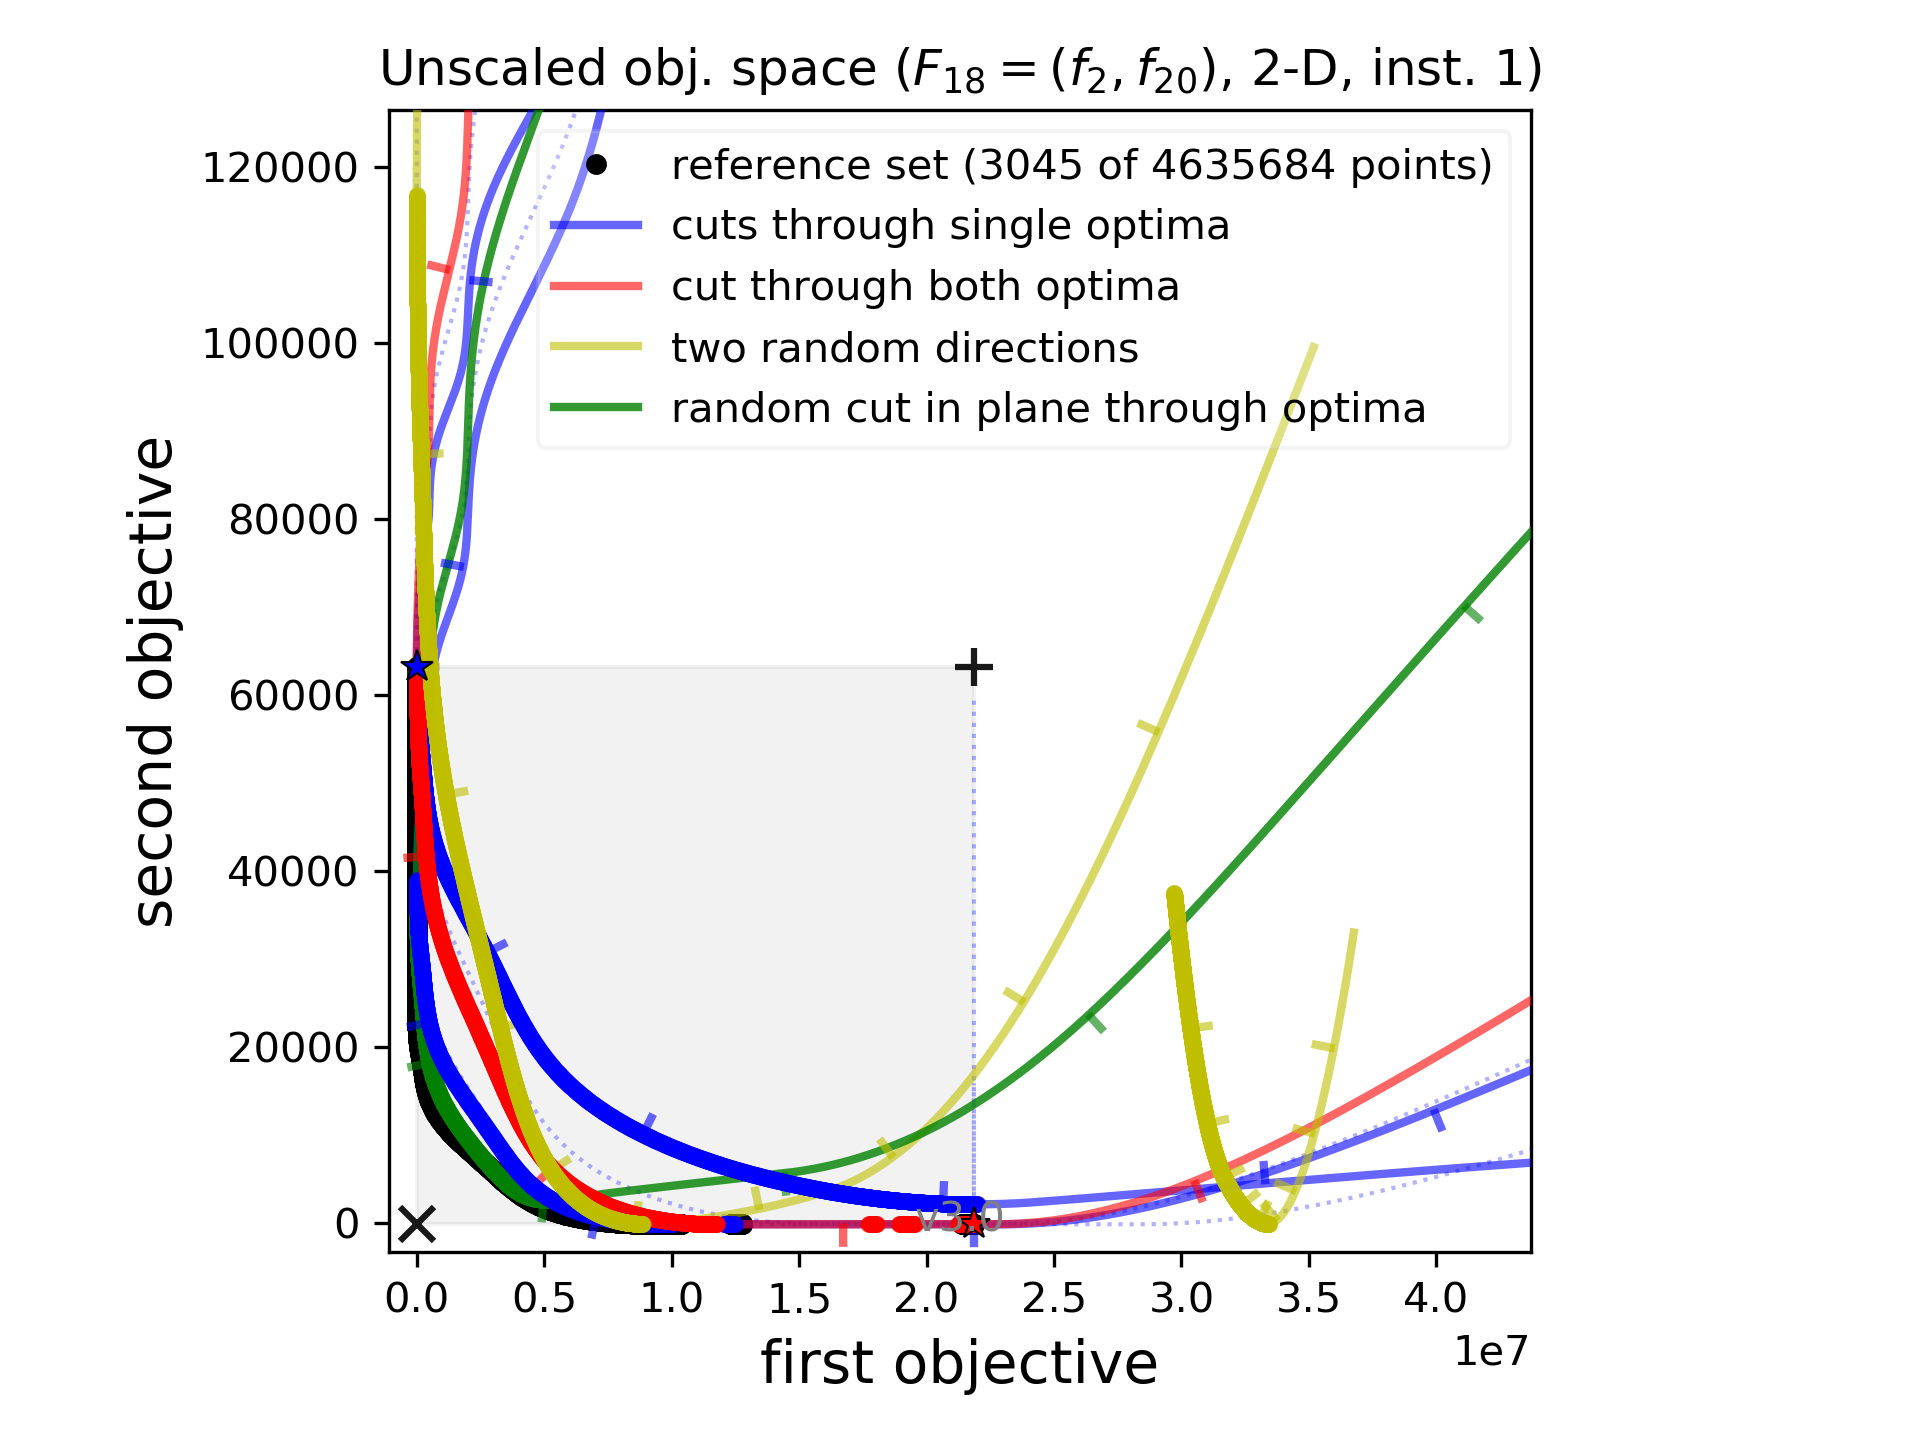 Unscaled obj. space (F18 = (f2, f20), 2-D, inst. 1)
reference set (3045 of 4635684 points)
cuts through single optima
cut through both optima
two random directions
random cut in plane through optima
second objective
120000
100000
80000
60000
40000
20000
0
v3.0
0.0 0.5 1.0 1.5 2.0 2.5 3.0 3.5 4.0
1e7
first objective